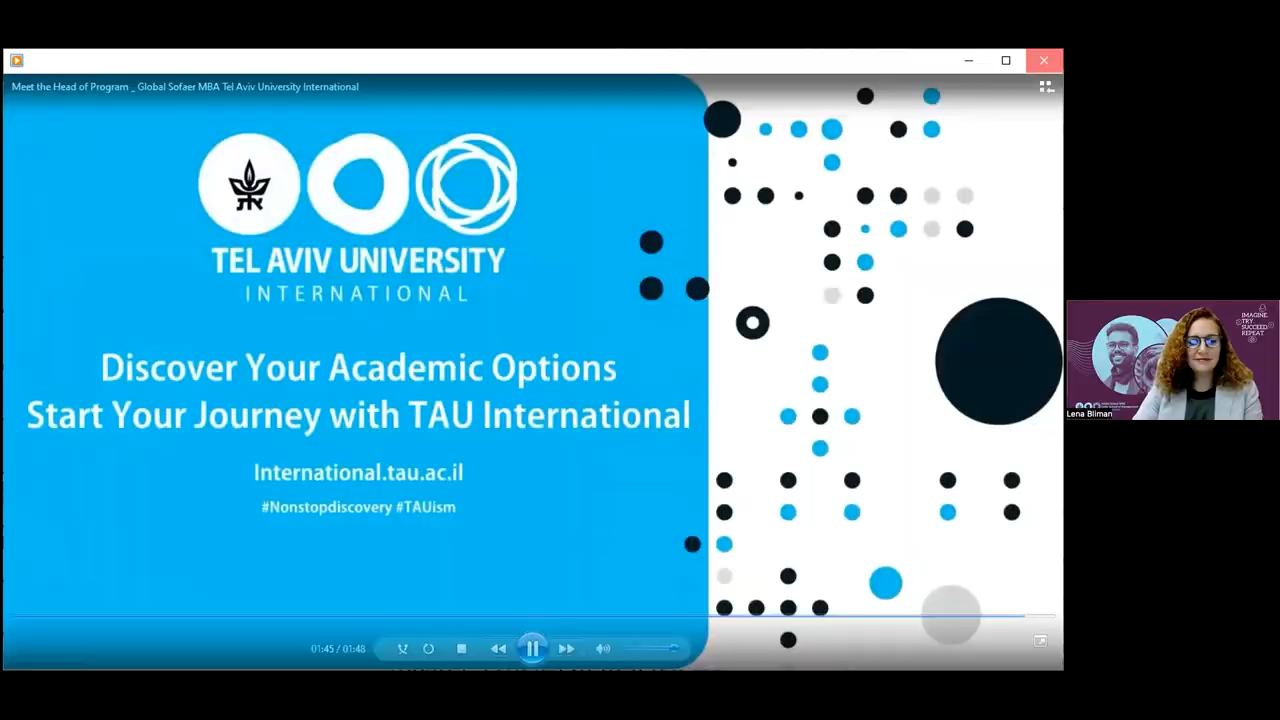 Meet the Head of Program _ Global Sofaer MBA Tel Aviv University International
את
TEL AVIV UNIVERSITY
INTERNATIONAL
Discover Your Academic Options
Start Your Journey with TAU International
International.tau.ac.il
#Nonstopdiscovery #TAUism
01:45 / 01:48
IMAGINE.
TRY.
SUCCEED.
REPEAT.
Lena Bliman